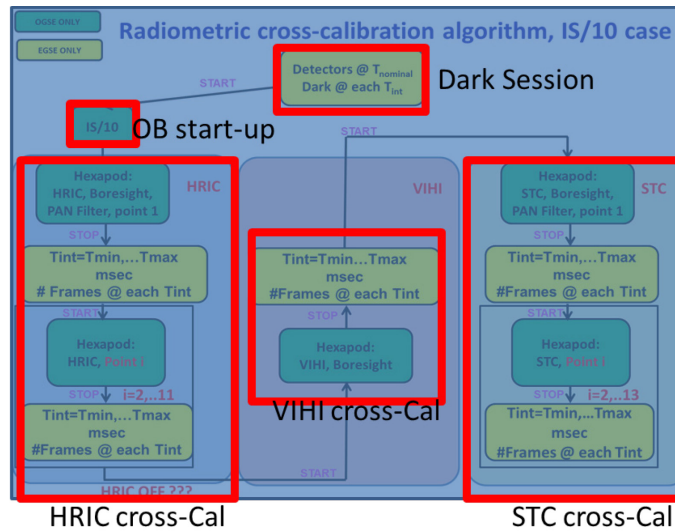 OGSE ONLY
EGSE ONLY
Radiometric cross-calibration algorithm, IS/10 case
START
Detectors @ Tnominal
Dark @ each Tint
Dark Session
IS/10
OB start-up
START
HRIC
Hexapod:
HRIC, Boresight,
PAN Filter, point 1
STOP
Tint=Tmin,...Tmax
msec
# Frames @ each Tint
START
Hexapod:
HRIC, Point i
STOP
i=2,..11
Tint=Tmin,...Tmax
msec
#Frames @ each Tint
HRIC OFF ???
START
HRIC cross-Cal
VIHI
Tint=Tmin,...Tmax
msec
#Frames @ each Tint
STOP
Hexapod:
VIHI, Boresight
VIHI cross-Cal
STC
Hexapod:
STC, Boresight,
PAN Filter, point 1
STOP
Tint=Tmin,...Tmax
msec
#Frames @ each Tint
START
Hexapod:
STC, Point i
STOP
i=2,..13
Tint=Tmin,...Tmax
msec
#Frames @ each Tint
STC cross-Cal